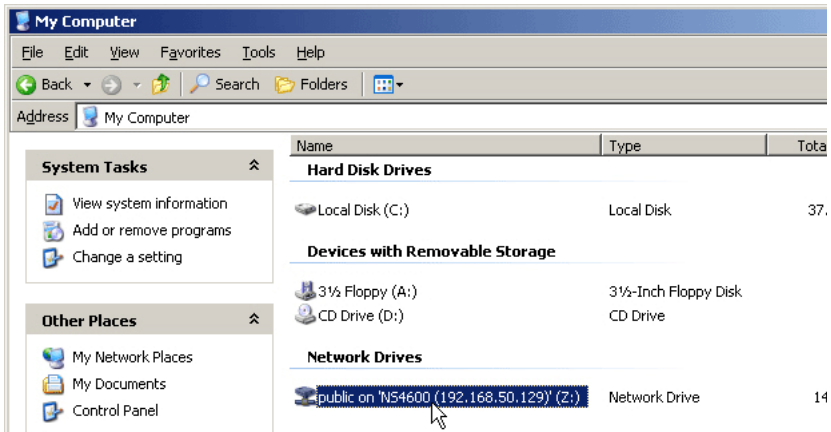 My Computer
File Edit View Favorites Tools Help
Back Search Folders
Address My Computer
System Tasks
View system information
Add or remove programs
Change a setting
Other Places
My Network Places
My Documents
Control Panel
Name Type Tota
Hard Disk Drives
Local Disk (C:) Local Disk 37.
Devices with Removable Storage
3½ Floppy (A:) 3½-Inch Floppy Disk
CD Drive (D:) CD Drive
Network Drives
public on 'NS4600 (192.168.50.129)' (Z:) Network Drive 14